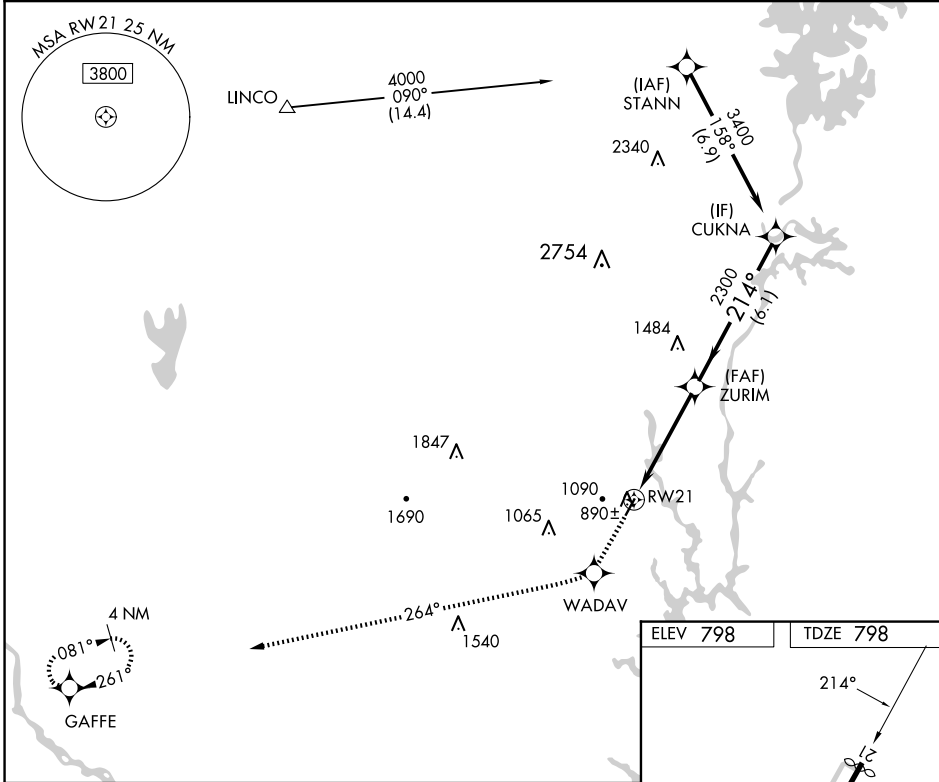 MSA RW21 25 NM
3800
LINCO
4000
090°
(14.4)
(IAF)
STANN
3400
158°
(6.9)
2340
(IF)
CUKNA
2754
2300
214°
(6.1)
1484
(FAF)
ZURIM
1847
1690
1090
RW21
1065
890±
WADAV
264°
1540
4 NM
081°
261°
GAFFE
ELEV 798
TDZE 798
214°
21